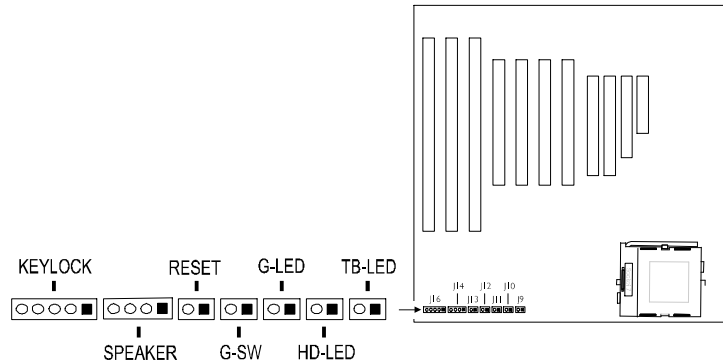 KEYLOCK RESET G-LED TB-LED
SPEAKER G-SW HD-LED
J14 J12 J10
J16 J13 J11 J9